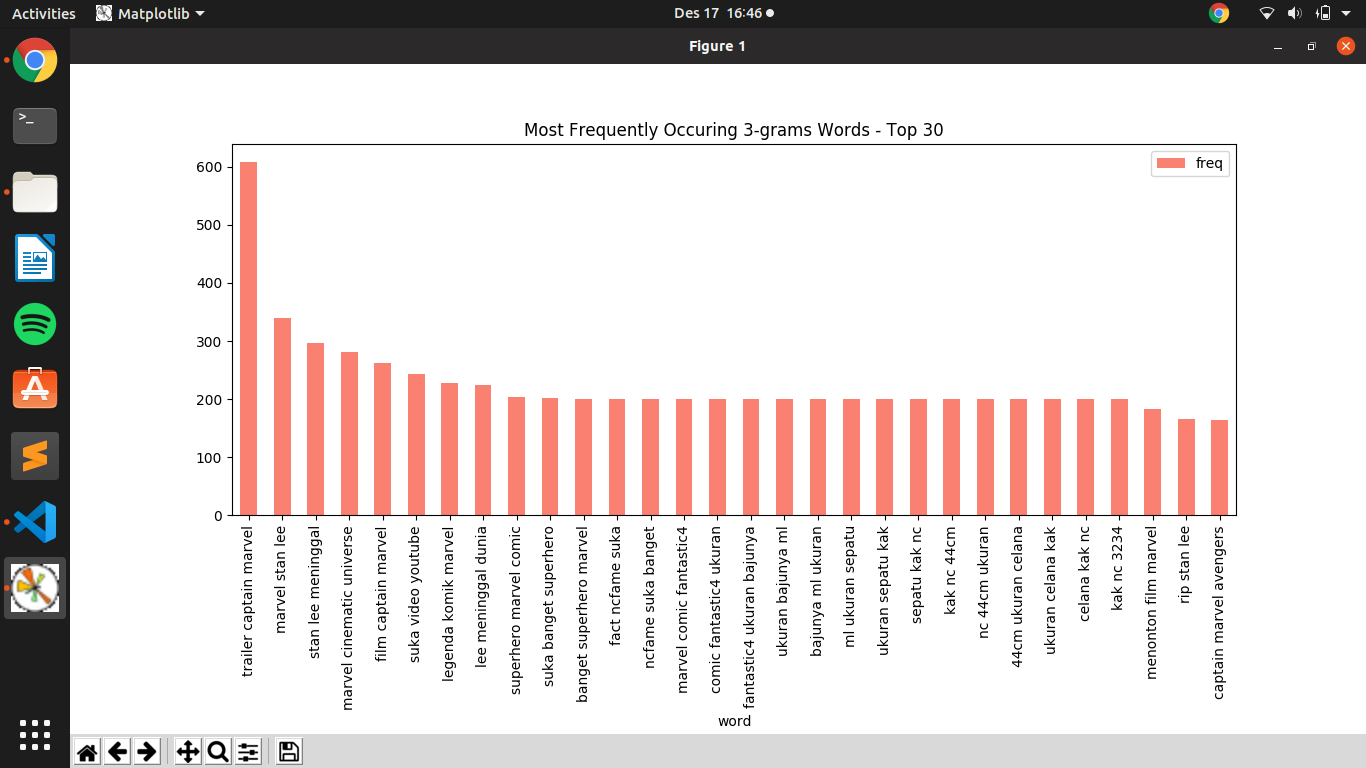 Activities
Matplotlib
Des 17 16:46
Figure 1
Most Frequently Occuring 3-grams Words - Top 30
freq
600
500
400
300
200
100
0
trailer captain marvel
marvel stan lee
stan lee meninggal
marvel cinematic universe
film captain marvel
suka video youtube
legenda komik marvel
lee meninggal dunia
superhero marvel comic
suka banget superhero
banget superhero marvel
fact ncfame suka
ncfame suka banget
marvel comic fantastic4
comic fantastic4 ukuran
fantastic4 ukuran bajunya
ukuran bajunya ml
bajunya ml ukuran
ml ukuran sepatu
ukuran sepatu kak
sepatu kak nc
kak nc 44cm
nc 44cm ukuran
44cm ukuran celana
ukuran celana kak
celana kak nc
kak nc 3234
menonton film marvel
rip stan lee
captain marvel avengers
word